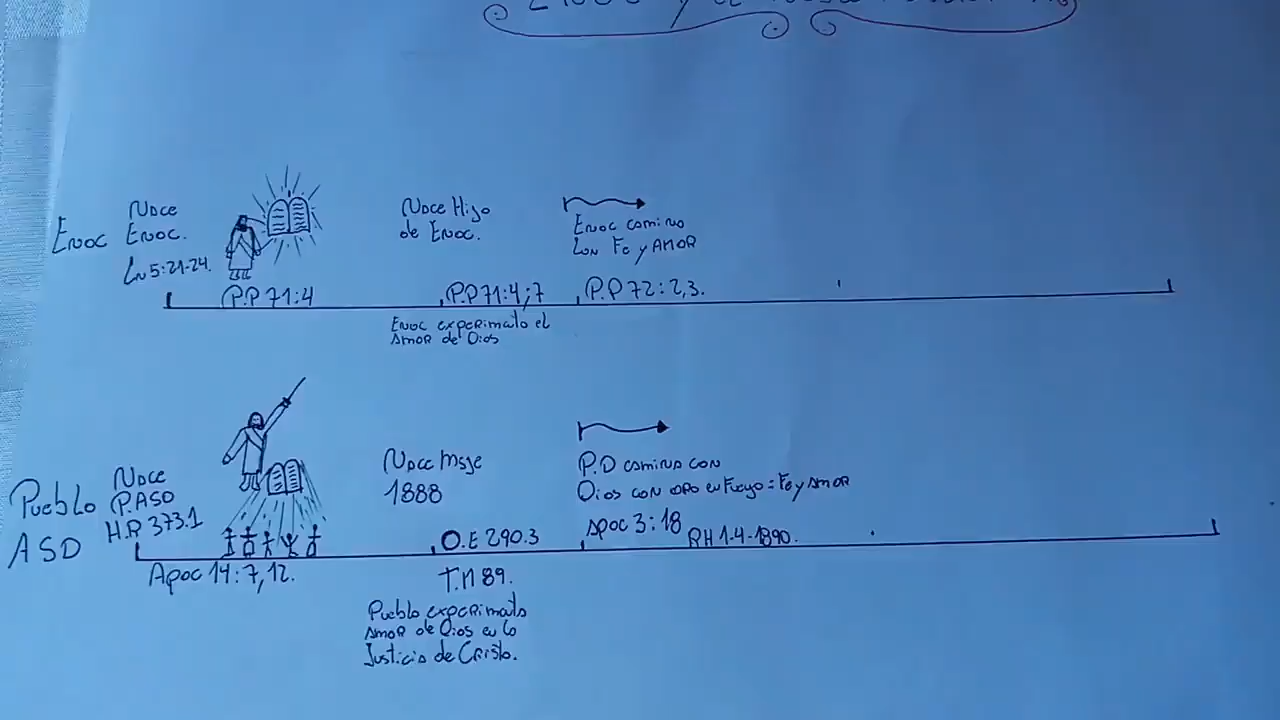 Enoc
Nace
Enoc.
Gn 5:21-24.
P.P 71:4
Nace Hijo
de Enoc.
P.P 71:4;7
Enoc experimato el
Amor de Dios
Enoc camino
con Fe y AMOR
P.P 72:2,3.
Pueblo
ASD
Nace
P.ASD
H.R 373.1
Apoc 14:7,12.
Nace Msje
1888
O.E 290.3
T.M 89.
Pueblo experimato
Amor de Dios en la
Justicia de Cristo.
P.D camina con
Dios con oro en Fuego = Fe y AMOR
Apoc 3:18
RH 1-4-1890.